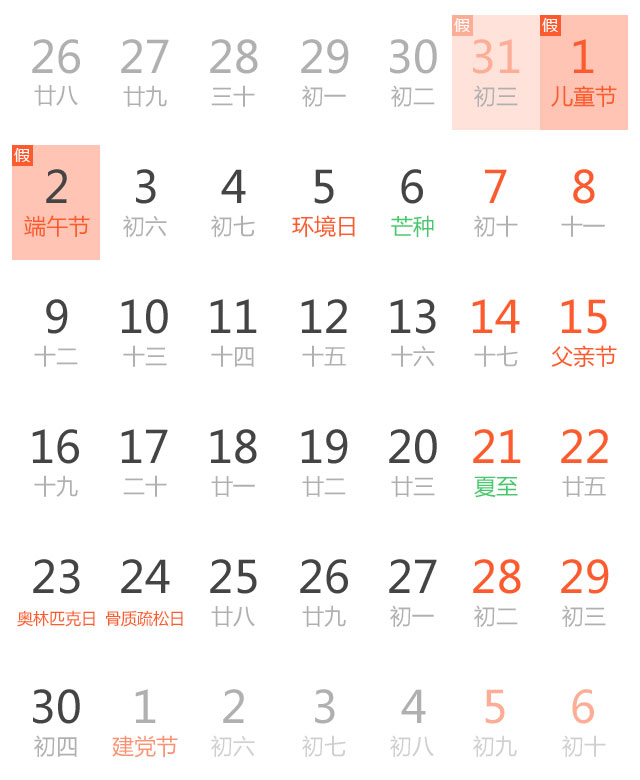 假 假
26 27 28 29 30 31 1
廿八 廿九 三十 初一 初二 初三 儿童节
假
2 3 4 5 6 7 8
端午节 初六 初七 环境日 芒种 初十 十一
9 10 11 12 13 14 15
十二 十三 十四 十五 十六 十七 父亲节
16 17 18 19 20 21 22
十九 二十 廿一 廿二 廿三 夏至 廿五
23 24 25 26 27 28 29
奥林匹克日 骨质疏松日 廿八 廿九 初一 初二 初三
30 1 2 3 4 5 6
初四 建党节 初六 初七 初八 初九 初十